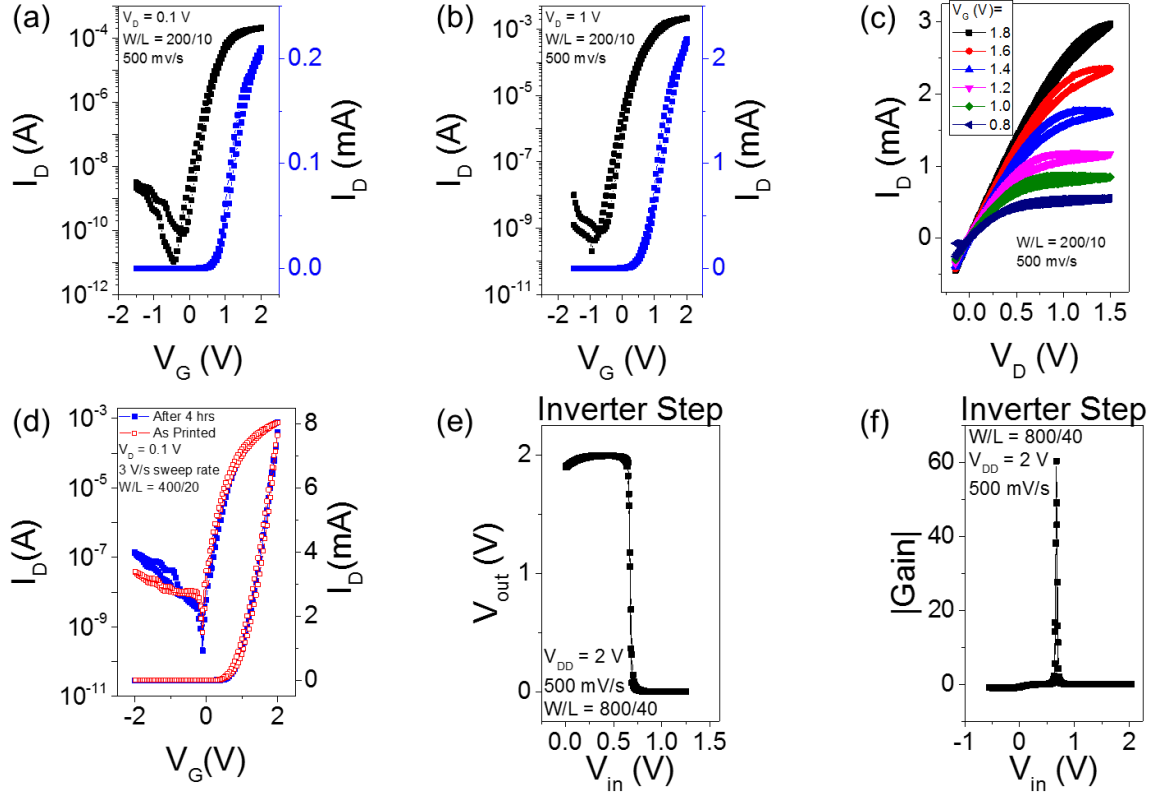 (a)
V_D = 0.1 V
W/L = 200/10
500 mv/s
10^-4
10^-6
10^-8
10^-10
10^-12
I_D (A)
0.2
0.1
0.0
I_D (mA)
-2 -1 0 1 2
V_G (V)
(b)
V_D = 1 V
W/L = 200/10
500 mv/s
10^-3
10^-5
10^-7
10^-9
10^-11
I_D (A)
2
1
0
I_D (mA)
-2 -1 0 1 2
V_G (V)
(c)
V_G (V)=
1.8
1.6
1.4
1.2
1.0
0.8
3
2
1
0
I_D (mA)
W/L = 200/10
500 mv/s
0.0 0.5 1.0 1.5
V_D (V)
(d)
After 4 hrs
As Printed
V_D = 0.1 V
3 V/s sweep rate
W/L = 400/20
10^-3
10^-5
10^-7
10^-9
10^-11
I_D(A)
8
6
4
2
0
I_D(mA)
-2 0 2
V_G(V)
(e)
Inverter Step
2
1
0
V_out (V)
V_DD = 2 V
500 mV/s
W/L = 800/40
0.0 0.5 1.0 1.5
V_in (V)
(f)
Inverter Step
W/L = 800/40
V_DD = 2 V
500 mV/s
60
40
20
0
|Gain|
-1 0 1 2
V_in (V)